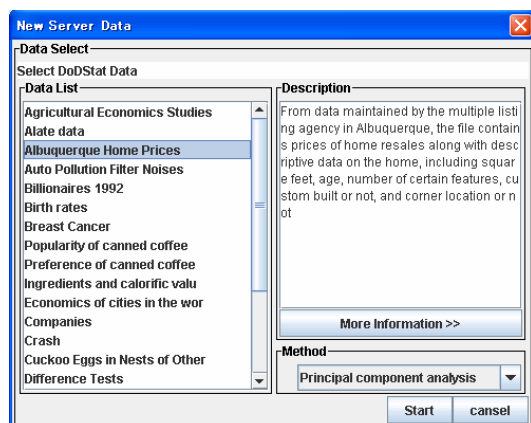 New Server Data
Data Select
Select DoDStat Data
Data List
Agricultural Economics Studies
Alate data
Albuquerque Home Prices
Auto Pollution Filter Noises
Billionaires 1992
Birth rates
Breast Cancer
Popularity of canned coffee
Preference of canned coffee
Ingredients and calorific valu
Economics of cities in the wor
Companies
Crash
Cuckoo Eggs in Nests of Other
Difference Tests
Description
From data maintained by the multiple listi
ng agency in Albuquerque, the file contain
s prices of home resales along with desc
riptive data on the home, including squar
e feet, age, number of certain features, cu
stom built or not, and corner location or n
ot
More Information >>
Method
Principal component analysis
Start
cansel